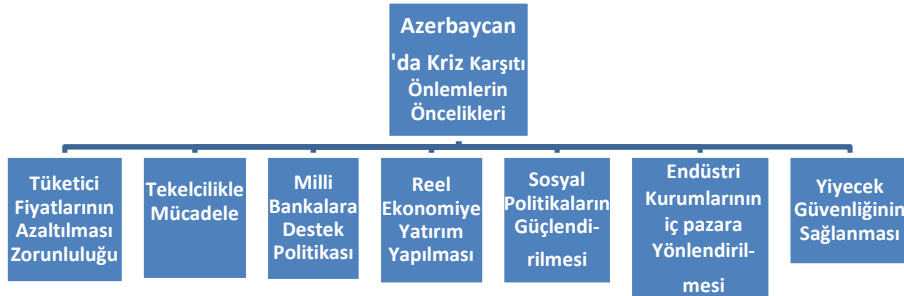 Azerbaycan
'da Kriz Karşıtı
Önlemlerin
Öncelikleri
Tüketici
Fiyatlarının
Azaltılması
Zorunluluğu
Tekelcilikle
Mücadele
Milli
Bankalara
Destek
Politikası
Reel
Ekonomiye
Yatırım
Yapılması
Sosyal
Politikaların
Güçlendi-
rilmesi
Endüstri
Kurumlarının
iç pazara
Yönlendiril-
mesi
Yiyecek
Güvenliğinin
Sağlanması